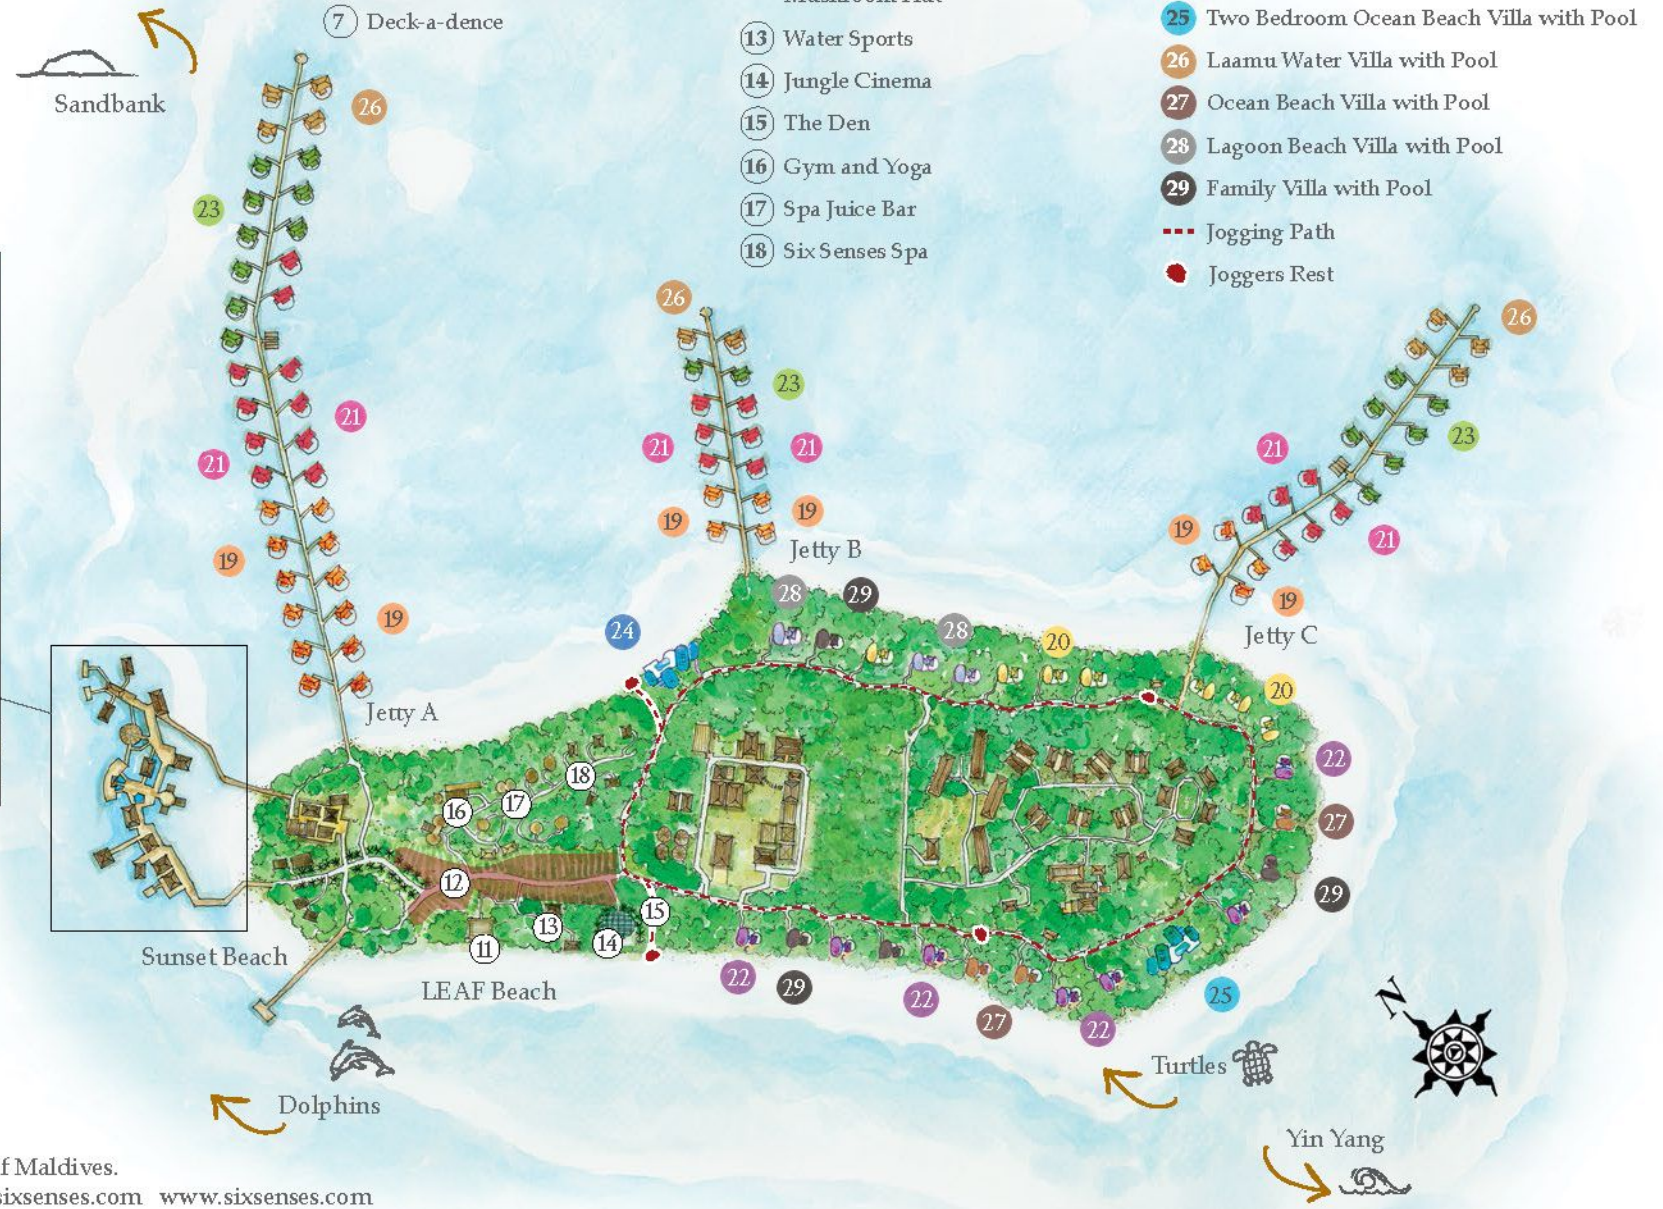 7 Deck-a-dence
13 Water Sports
14 Jungle Cinema
15 The Den
16 Gym and Yoga
17 Spa Juice Bar
18 Six Senses Spa
25 Two Bedroom Ocean Beach Villa with Pool
26 Laamu Water Villa with Pool
27 Ocean Beach Villa with Pool
28 Lagoon Beach Villa with Pool
29 Family Villa with Pool
Jogging Path
Joggers Rest
Sandbank
26
23
21
21
19
19
Jetty A
26
23
21
21
19
19
Jetty B
26
23
21
21
19
19
Jetty C
24
28
29
28
20
20
22
27
29
25
18
17
16
12
15
13
14
11
22
29
22
27
22
Sunset Beach
LEAF Beach
Dolphins
Turtles
N
Yin Yang
f Maldives.
sixsenses.com www.sixsenses.com